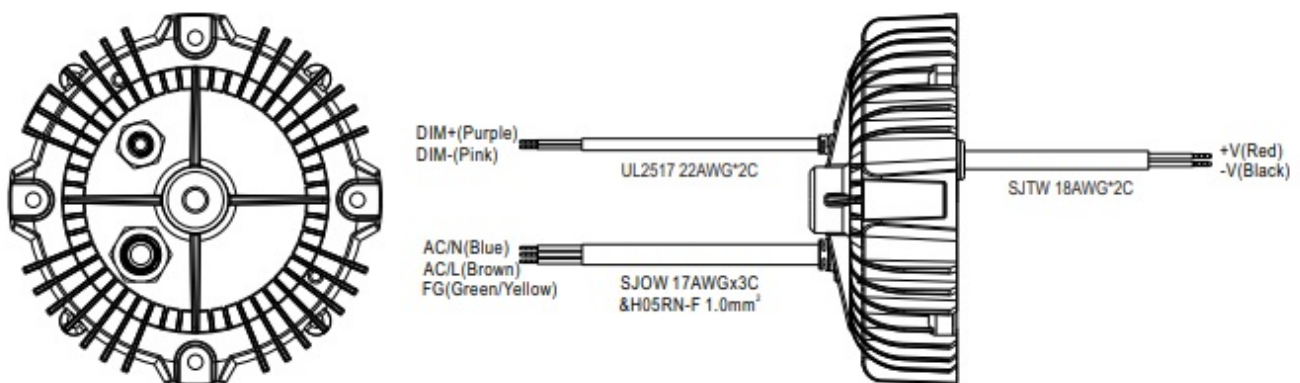 DIM+(Purple)
DIM-(Pink)
UL2517 22AWG*2C
+V(Red)
-V(Black)
SJTW 18AWG*2C
AC/N(Blue)
AC/L(Brown)
FG(Green/Yellow)
SJOW 17AWGx3C
&H05RN-F 1.0mm²